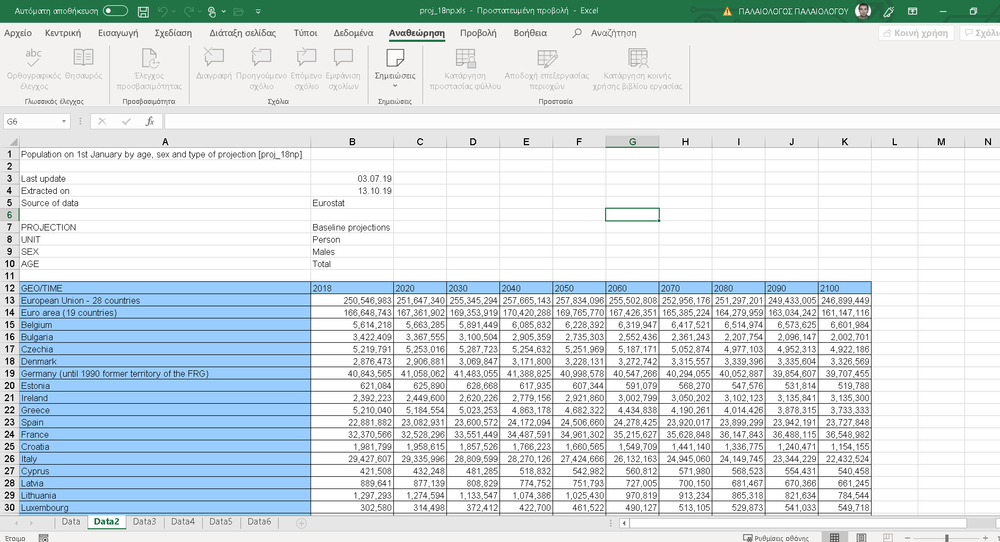 Αυτόματη αποθήκευση proj_18np.xls - Προστατευμένη προβολή - Excel ΠΑΛΑΙΟΛΟΓΟΣ ΠΑΛΑΙΟΛΟΓΟΥ
Αρχείο Κεντρική Εισαγωγή Σχεδίαση Διάταξη σελίδας Τύποι Δεδομένα Αναθεώρηση Προβολή Βοήθεια Αναζήτηση Κοινή χρήση
abc
Ορθογραφικός Θησαυρός Έλεγχος Διαγραφή Προηγούμενο Επόμενο Εμφάνιση Σημειώσεις Κατάργηση Αποδοχή επεξεργασίας Κατάργηση κοινής
έλεγχος προσβασιμότητας σχόλιο σχόλιο σχολίων προστασίας φύλλου περιοχών χρήσης βιβλίου εργασίας
Γλωσσικός έλεγχος Προσβασιμότητα Σχόλια Σημειώσεις Προστασία
G6 fx
A B C D E F G H I J K L M N
1 Population on 1st January by age, sex and type of projection [proj_18np]
2
3 Last update 03.07.19
4 Extracted on 13.10.19
5 Source of data Eurostat
6
7 PROJECTION Baseline projections
8 UNIT Person
9 SEX Males
10 AGE Total
11
12 GEO/TIME 2018 2020 2030 2040 2050 2060 2070 2080 2090 2100
13 European Union - 28 countries 250,546,983 251,647,340 255,345,294 257,665,143 257,834,096 255,502,808 252,956,176 251,297,201 249,433,005 246,899,449
14 Euro area (19 countries) 166,648,743 167,361,902 169,353,919 170,420,288 169,765,770 167,426,351 165,385,224 164,279,959 163,034,242 161,147,116
15 Belgium 5,614,218 5,663,285 5,891,449 6,085,832 6,228,392 6,319,947 6,417,521 6,514,974 6,573,625 6,601,984
16 Bulgaria 3,422,409 3,367,555 3,100,504 2,905,359 2,735,303 2,552,436 2,361,243 2,207,754 2,096,147 2,002,701
17 Czechia 5,219,791 5,253,016 5,287,723 5,254,632 5,251,969 5,187,171 5,052,874 4,977,103 4,952,313 4,922,186
18 Denmark 2,876,473 2,906,881 3,069,847 3,171,800 3,228,131 3,272,742 3,315,557 3,339,396 3,335,604 3,326,569
19 Germany (until 1990 former territory of the FRG) 40,843,565 41,058,062 41,483,055 41,388,825 40,998,578 40,547,266 40,294,055 40,052,887 39,854,607 39,707,455
20 Estonia 621,084 625,890 628,668 617,935 607,344 591,079 568,270 547,576 531,814 519,788
21 Ireland 2,392,223 2,449,600 2,620,226 2,779,156 2,921,860 3,002,799 3,050,202 3,102,123 3,135,841 3,135,300
22 Greece 5,210,040 5,184,554 5,023,253 4,863,178 4,682,322 4,434,838 4,190,261 4,014,426 3,878,315 3,733,333
23 Spain 22,881,882 23,082,931 23,600,572 24,172,094 24,506,660 24,278,425 23,920,017 23,899,299 23,942,191 23,727,848
24 France 32,370,566 32,528,296 33,551,449 34,487,591 34,961,302 35,215,627 35,628,848 36,147,843 36,488,115 36,548,982
25 Croatia 1,981,799 1,958,615 1,857,526 1,766,223 1,660,565 1,549,709 1,441,140 1,336,775 1,240,471 1,154,155
26 Italy 29,427,607 29,335,996 28,809,599 28,270,126 27,424,666 26,132,163 24,945,060 24,149,745 23,344,229 22,432,524
27 Cyprus 421,508 432,248 481,285 518,832 542,982 560,812 571,980 568,523 554,431 540,458
28 Latvia 889,641 877,139 808,829 774,752 751,793 727,005 700,150 681,467 670,366 661,245
29 Lithuania 1,297,293 1,274,594 1,133,547 1,074,386 1,025,430 970,819 913,234 865,318 821,634 784,544
30 Luxembourg 302,580 314,498 372,412 422,700 461,522 490,127 513,105 529,873 541,033 549,718
Data Data2 Data3 Data4 Data5 Data6
Έτοιμο Ρυθμίσεις οθόνης